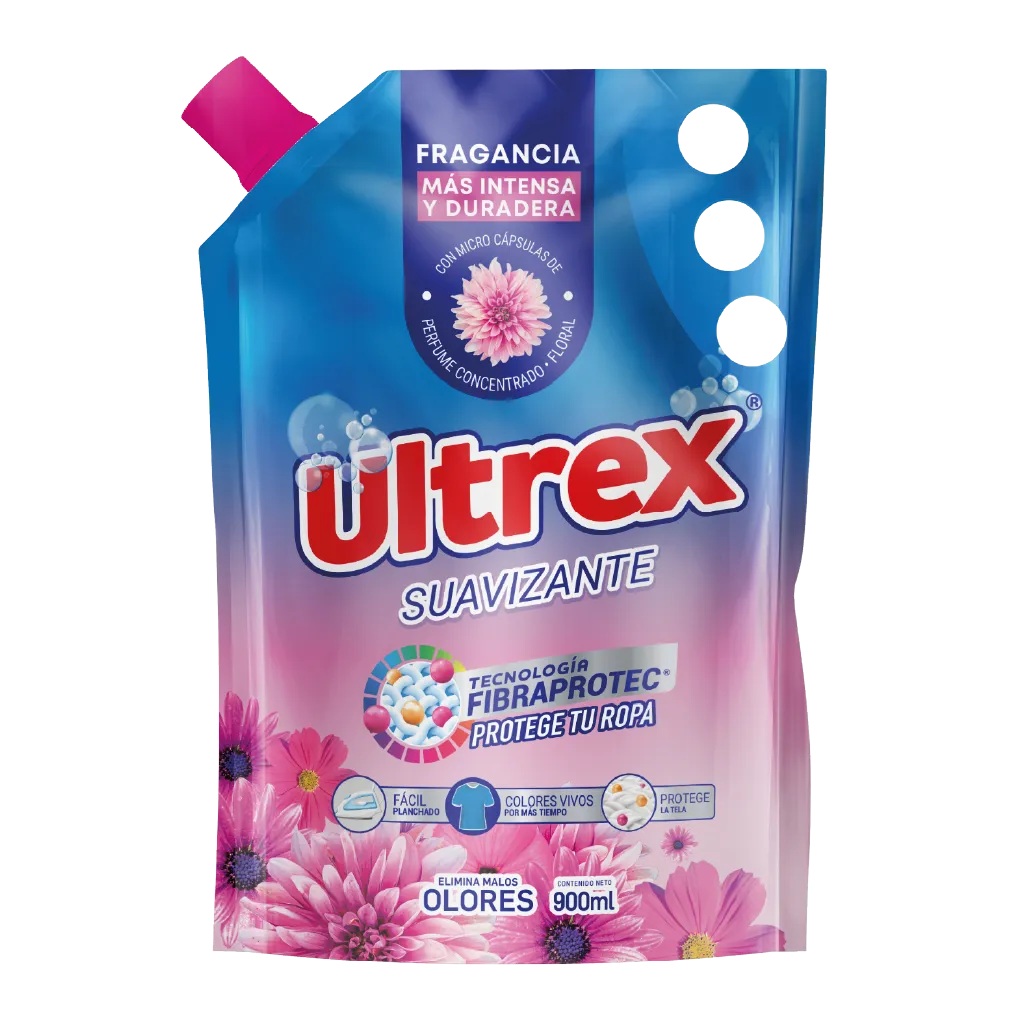 FRAGANCIA
MÁS INTENSA
Y DURADERA
CON MICRO CÁPSULAS DE
PERFUME CONCENTRADO • FLORAL
Ultrex®
SUAVIZANTE
TECNOLOGÍA
FIBRAPROTEC®
PROTEGE TU ROPA
FÁCIL
PLANCHADO
COLORES VIVOS
POR MÁS TIEMPO
PROTEGE
LA TELA
ELIMINA MALOS
OLORES
CONTENIDO NETO
900ml